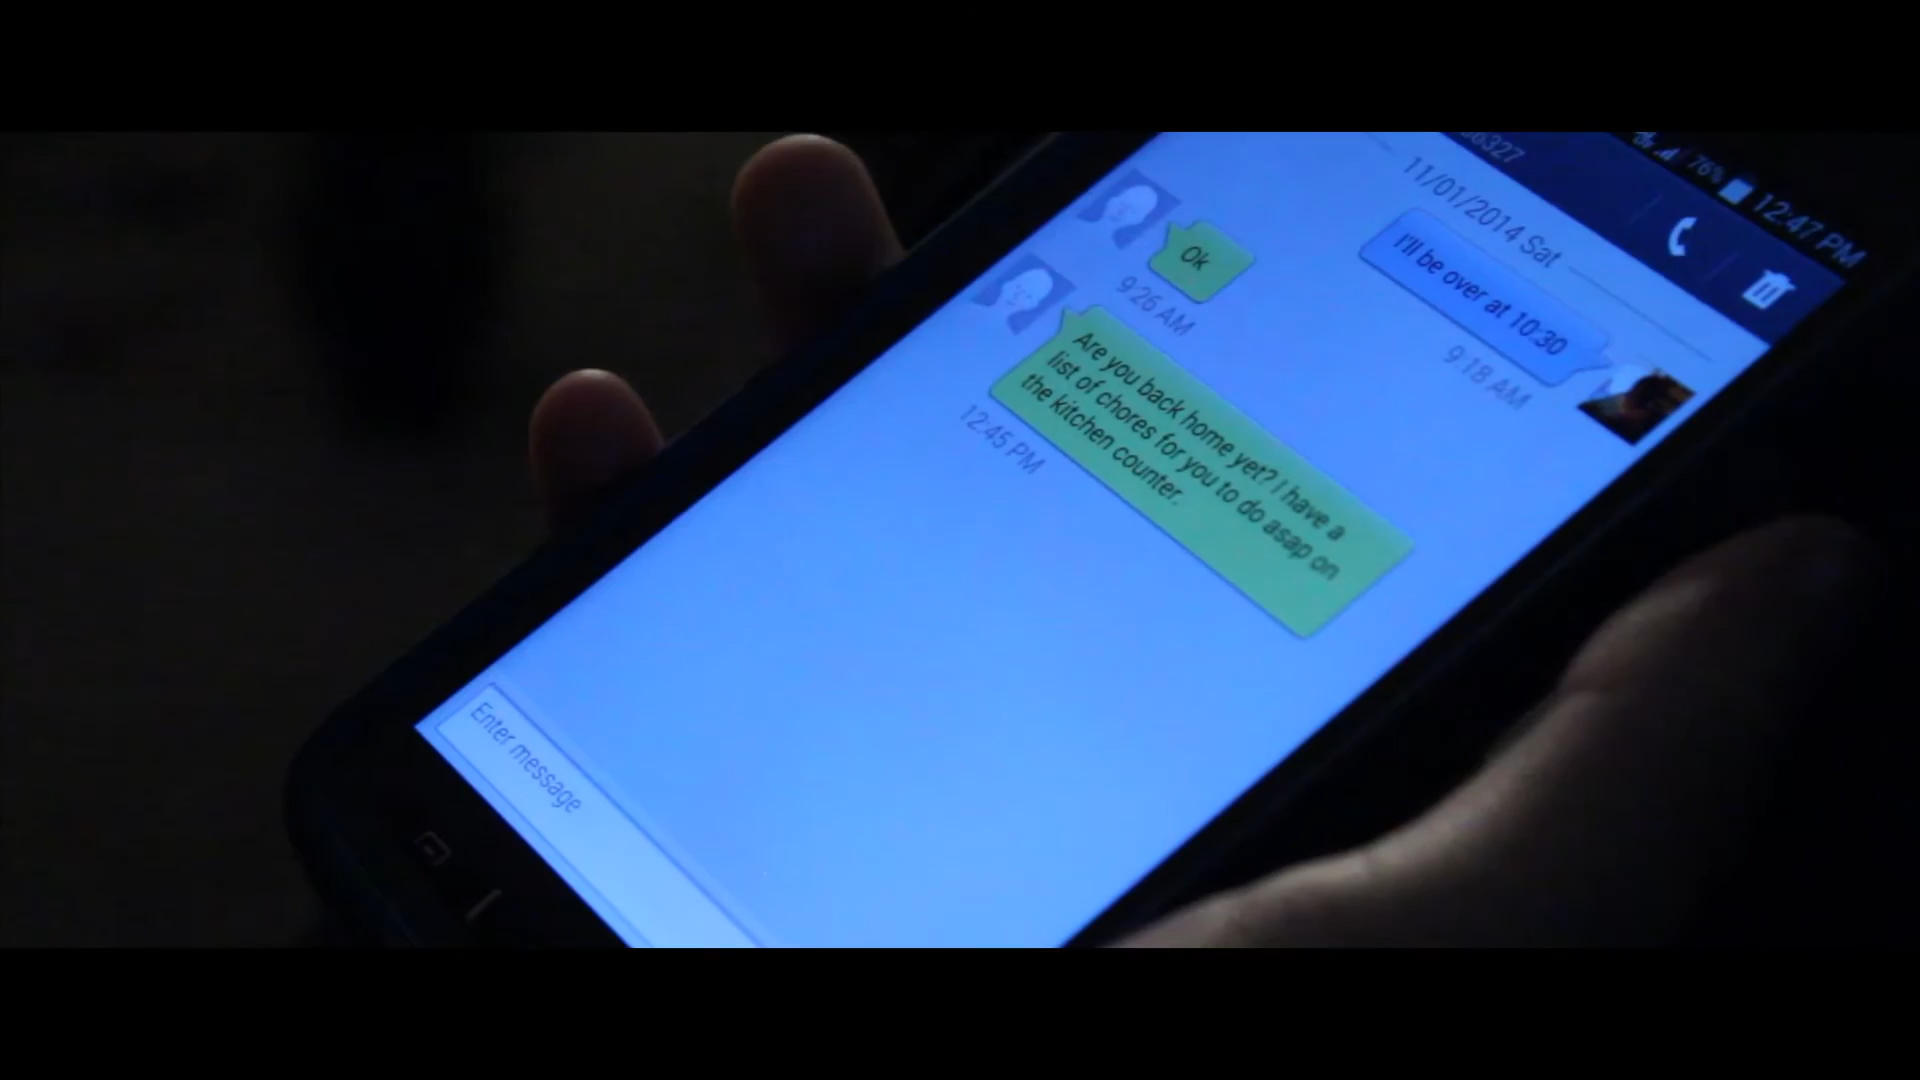 76% 12:47 PM
36327
11/01/2014 Sat
I'll be over at 10:30
9:18 AM
Ok
9:26 AM
Are you back home yet? I have a
list of chores for you to do asap on
the kitchen counter.
12:45 PM
Enter message